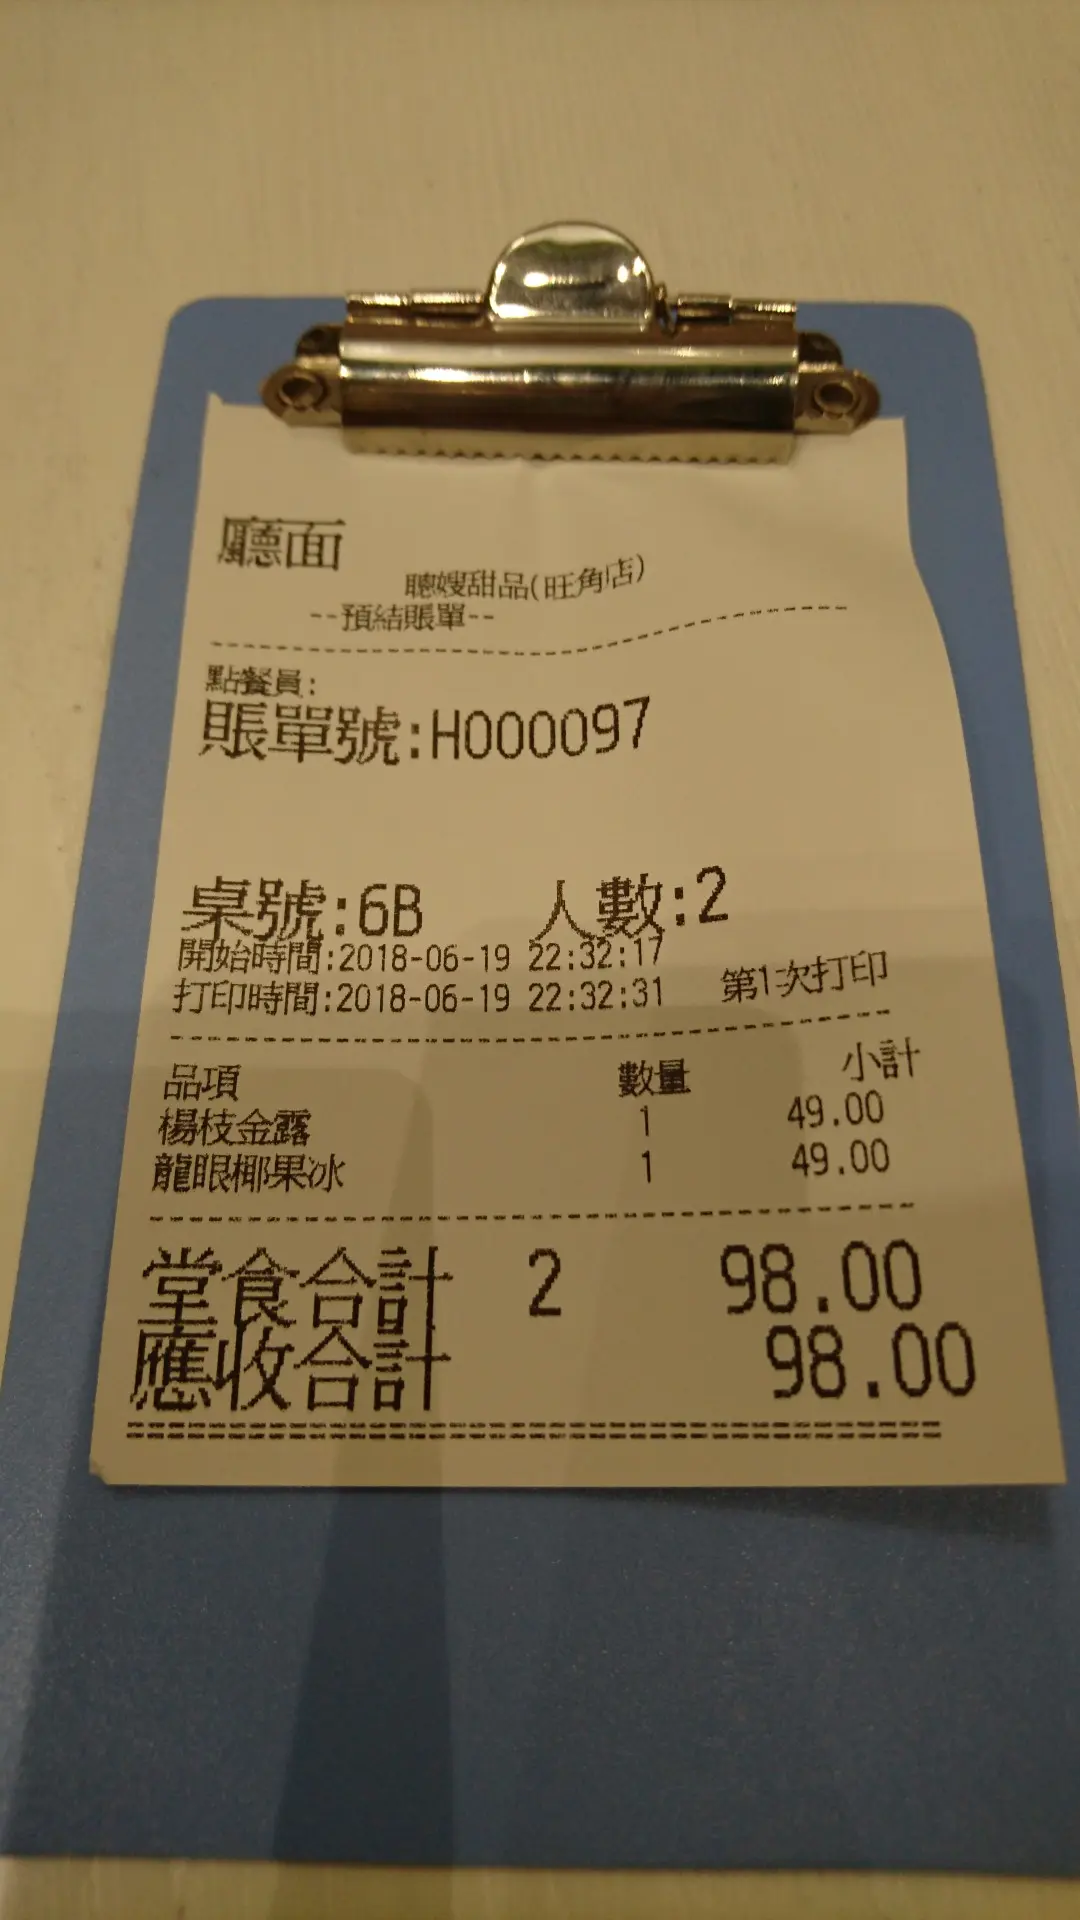 廳面
聰嫂甜品(旺角店)
--預結賬單--
點餐員:
賬單號:H000097
桌號:6B 人數:2
開始時間:2018-06-19 22:32:17
打印時間:2018-06-19 22:32:31 第1次打印
品項 數量 小計
楊枝金露 1 49.00
龍眼椰果冰 1 49.00
堂食合計 2 98.00
應收合計 98.00